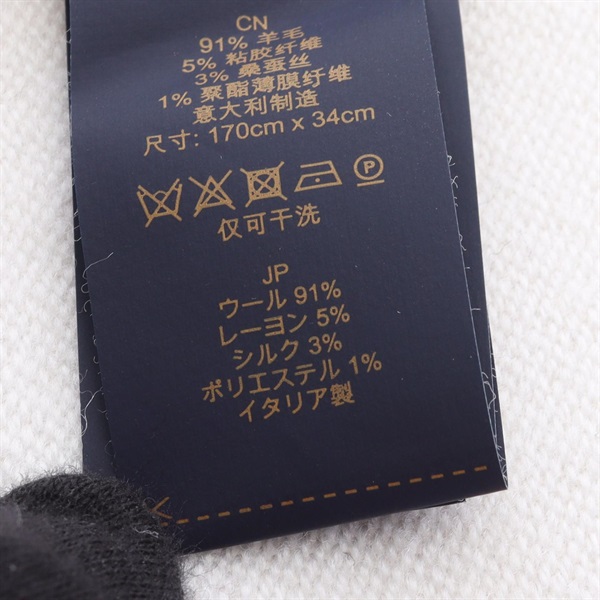 CN
91% 羊毛
5% 粘胶纤维
3% 桑蚕丝
1% 聚酯薄膜纤维
意大利制造
尺寸: 170cm x 34cm
P
仅可干洗
JP
ウール 91%
レーヨン 5%
シルク 3%
ポリエステル 1%
イタリア製